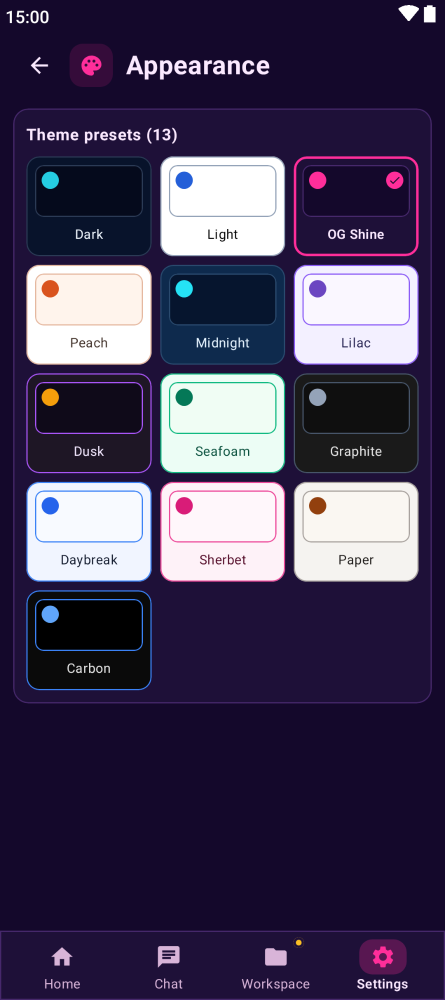 15:00
Appearance
Theme presets (13)
Dark
Light
OG Shine
Peach
Midnight
Lilac
Dusk
Seafoam
Graphite
Daybreak
Sherbet
Paper
Carbon
Home
Chat
Workspace
Settings